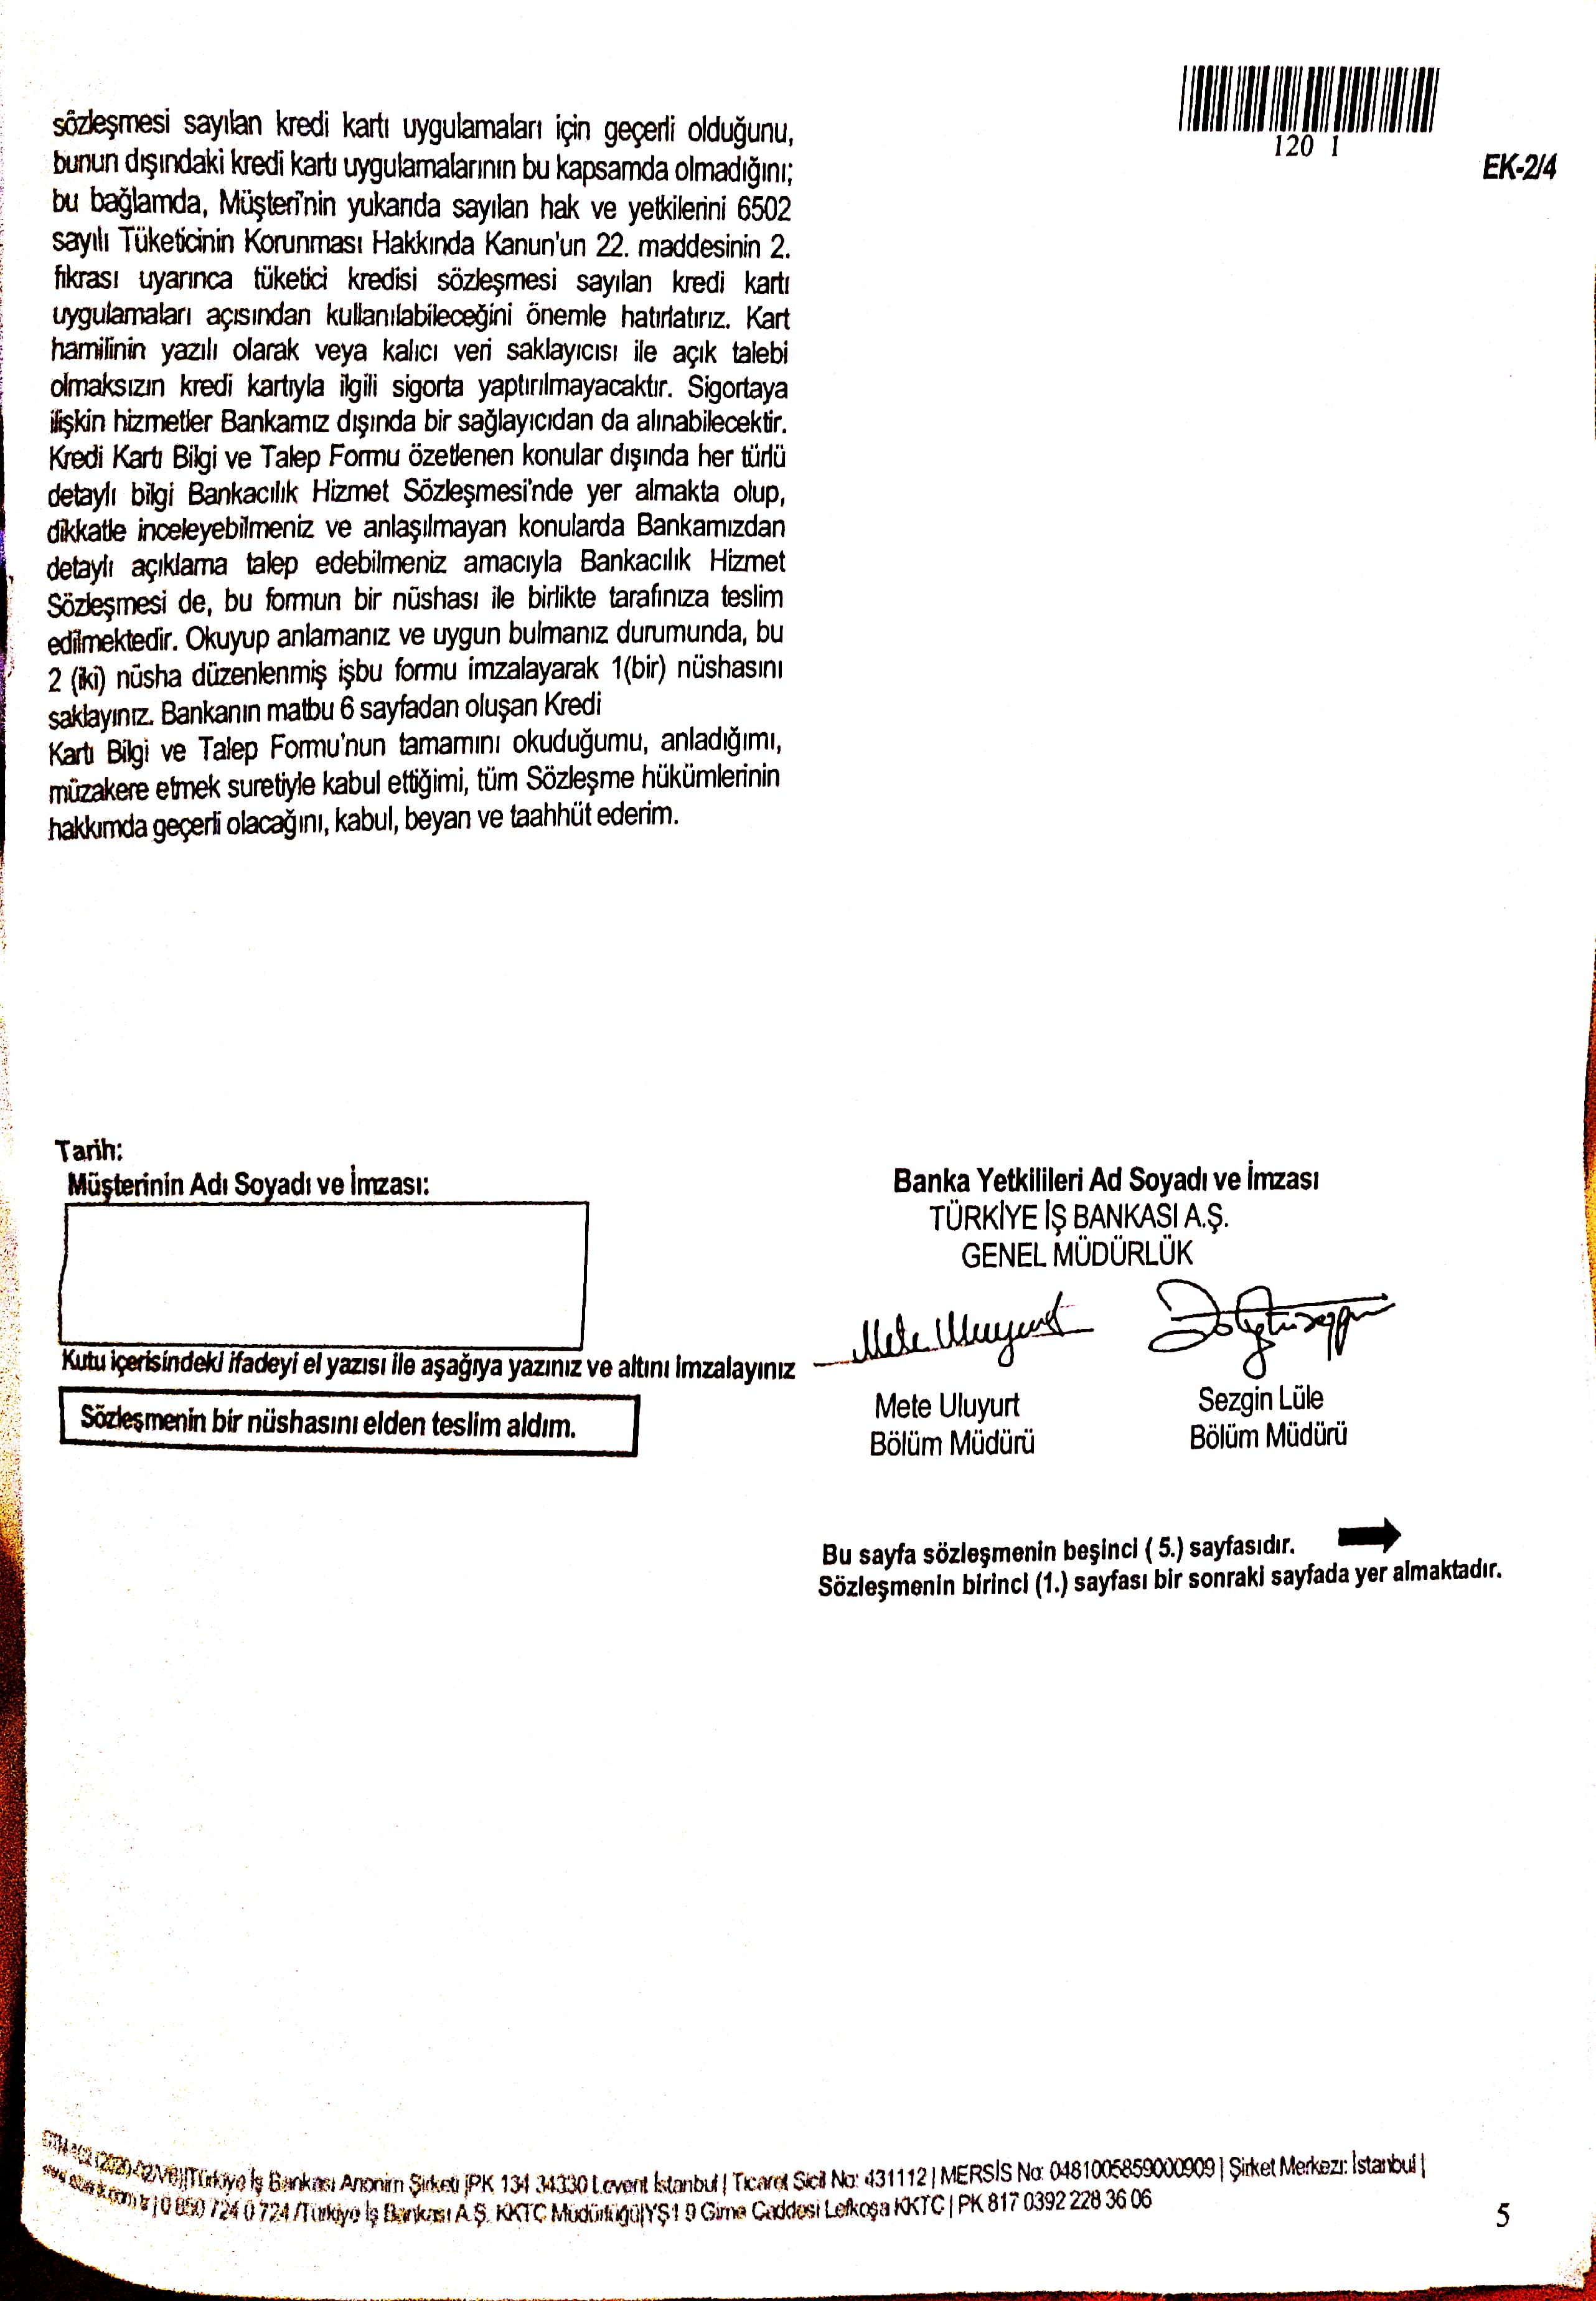 120 1
EK-2/4
sözleşmesi sayılan kredi kartı uygulamaları için geçerli olduğunu,
bunun dışındaki kredi kartı uygulamalarının bu kapsamda olmadığını;
bu bağlamda, Müşteri'nin yukarıda sayılan hak ve yetkilerini 6502
sayılı Tüketicinin Korunması Hakkında Kanun'un 22. maddesinin 2.
fıkrası uyarınca tüketici kredisi sözleşmesi sayılan kredi kartı
uygulamaları açısından kullanılabileceğini önemle hatırlatırız. Kart
hamilinin yazılı olarak veya kalıcı veri saklayıcısı ile açık talebi
olmaksızın kredi kartıyla ilgili sigorta yaptırılmayacaktır. Sigortaya
ilişkin hizmetler Bankamız dışında bir sağlayıcıdan da alınabilecektir.
Kredi Kartı Bilgi ve Talep Formu özetlenen konular dışında her türlü
detaylı bilgi Bankacılık Hizmet Sözleşmesi'nde yer almakta olup,
dikkatle inceleyebilmeniz ve anlaşılmayan konularda Bankamızdan
detaylı açıklama talep edebilmeniz amacıyla Bankacılık Hizmet
Sözleşmesi de, bu formun bir nüshası ile birlikte tarafınıza teslim
edilmektedir. Okuyup anlamanız ve uygun bulmanız durumunda, bu
2 (iki) nüsha düzenlenmiş işbu formu imzalayarak 1(bir) nüshasını
saklayınız. Bankanın matbu 6 sayfadan oluşan Kredi
Kartı Bilgi ve Talep Formu'nun tamamını okuduğumu, anladığımı,
müzakere etmek suretiyle kabul ettiğimi, tüm Sözleşme hükümlerinin
hakkımda geçerli olacağını, kabul, beyan ve taahhüt ederim.
Tarih:
Müşterinin Adı Soyadı ve İmzası:
Kutu içerisindeki ifadeyi el yazısı ile aşağıya yazınız ve altını imzalayınız
Sözleşmenin bir nüshasını elden teslim aldım.
Banka Yetkilileri Ad Soyadı ve İmzası
TÜRKİYE İŞ BANKASI A.Ş.
GENEL MÜDÜRLÜK
Mete Uluyurt
Mete Uluyurt
Bölüm Müdürü
Sezgin Lüle
Bölüm Müdürü
Bu sayfa sözleşmenin beşinci ( 5.) sayfasıdır.
Sözleşmenin birinci (1.) sayfası bir sonraki sayfada yer almaktadır.
Türkiye İş Bankası Anonim Şirketi |PK 134 34330 Levent İstanbul | Ticaret Sicil No: 431112 | MERSİS No: 0481005859000909 | Şirket Merkezi: İstanbul |
| 0 850 724 0 724 /Türkiye İş Bankası A.Ş. KKTC Müdürlüğü|YŞ1 9 Girne Caddesi Lefkoşa KKTC | PK 817 0392 228 36 06
5